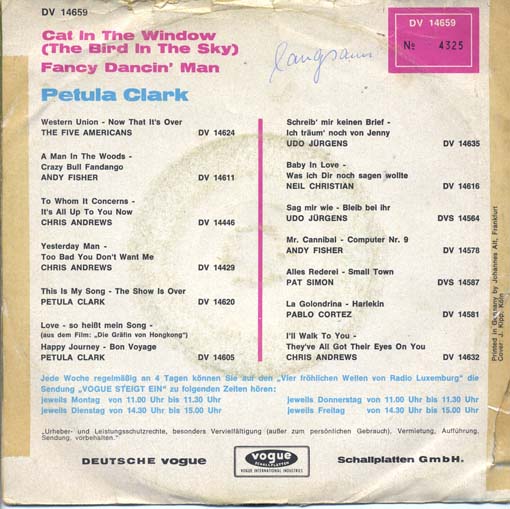 DV 14659
Cat In The Window
(The Bird In The Sky)
Fancy Dancin' Man
Petula Clark
langsam
DV 14659
No 4325
Western Union - Now That It's Over
THE FIVE AMERICANS DV 14624
A Man In The Woods -
Crazy Bull Fandango
ANDY FISHER DV 14611
To Whom It Concerns -
It's All Up To You Now
CHRIS ANDREWS DV 14446
Yesterday Man -
Too Bad You Don't Want Me
CHRIS ANDREWS DV 14429
This Is My Song - The Show Is Over
PETULA CLARK DV 14620
Love - so heißt mein Song -
(aus dem Film: „Die Gräfin von Hongkong")
Happy Journey - Bon Voyage
PETULA CLARK DV 14605
Schreib' mir keinen Brief -
Ich träum' noch von Jenny
UDO JÜRGENS DV 14635
Baby In Love -
Was ich Dir noch sagen wollte
NEIL CHRISTIAN DV 14616
Sag mir wie - Bleib bei ihr
UDO JÜRGENS DVS 14564
Mr. Cannibal - Computer Nr. 9
ANDY FISHER DV 14578
Alles Rederei - Small Town
PAT SIMON DVS 14587
La Golondrina - Harlekin
PABLO CORTEZ DV 14581
I'll Walk To You -
They've All Got Their Eyes On You
CHRIS ANDREWS DV 14632
Printed in Germany by Johannes Alt, Frankfurt
Cover: J. Kipp, Köln
Jede Woche regelmäßig an 4 Tagen können Sie auf den „Vier fröhlichen Wellen von Radio Luxemburg" die
Sendung „VOGUE STEIGT EIN" zu folgenden Zeiten hören:
jeweils Montag von 11.00 Uhr bis 11.30 Uhr jeweils Donnerstag von 11.00 Uhr bis 11.30 Uhr
jeweils Dienstag von 14.30 Uhr bis 15.00 Uhr jeweils Freitag von 14.30 Uhr bis 15.00 Uhr
„Urheber- und Leistungsschutzrechte, besonders Vervielfältigung (außer zum persönlichen Gebrauch), Vermietung, Aufführung,
Sendung, vorbehalten."
DEUTSCHE vogue
vogue
SCHALLPLATTEN
VOGUE INTERNATIONAL INDUSTRIES
Schallplatten GmbH.